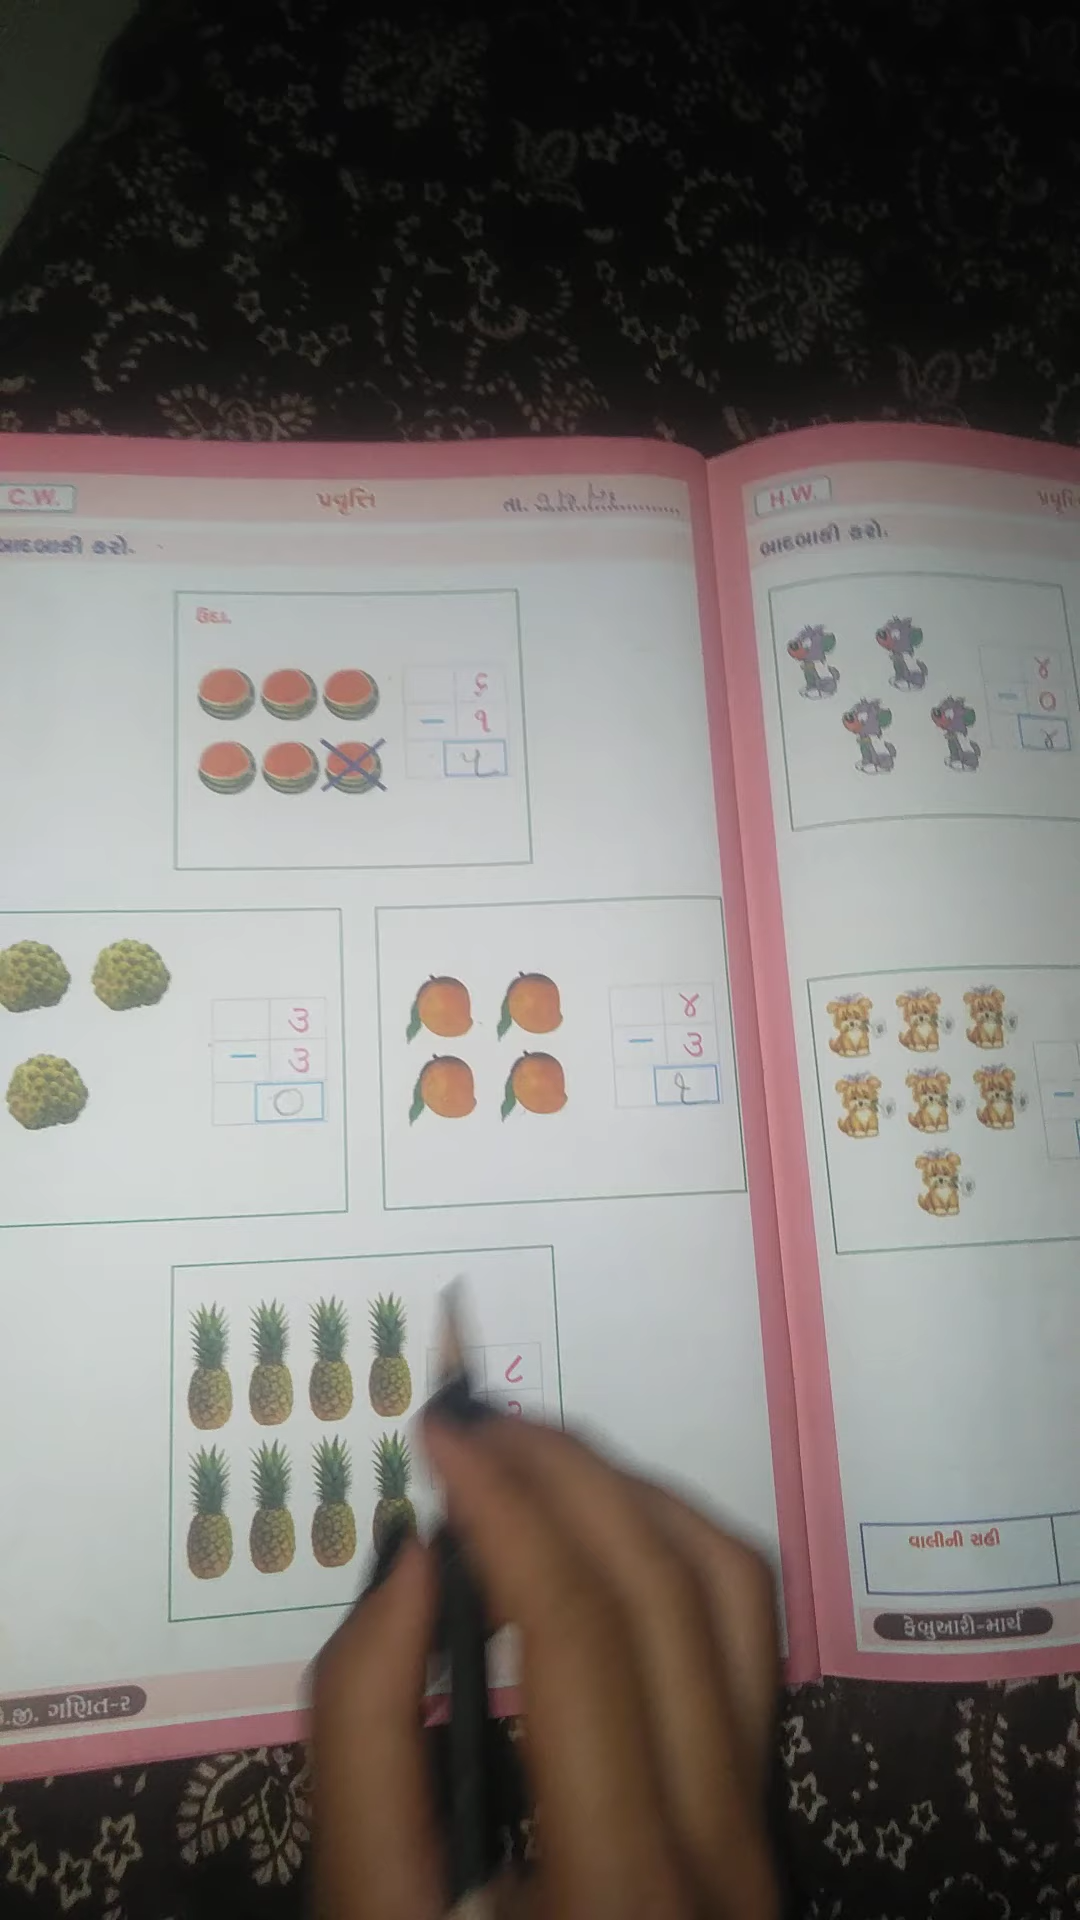 C.W.
પ્રવૃત્તિ
તા.
બાદબાકી કરો.
ઉદા.
૬
− ૧
૫
૩
− ૩
૦
૪
− ૩
૧
૮
ગણિત-૨
H.W.
બાદબાકી કરો.
૪
− ૦
૪
−
વાલીની સહી
ફેબ્રુઆરી-માર્ચ